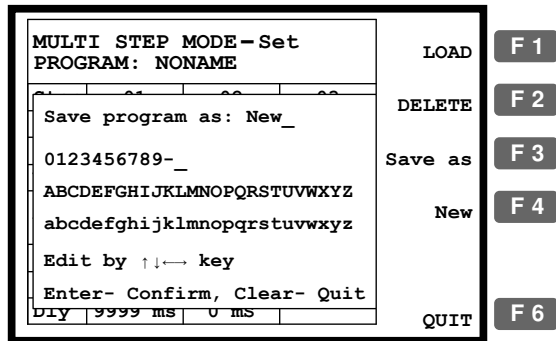 MULTI STEP MODE–Set
PROGRAM: NONAME
LOAD F 1
DELETE F 2
Save program as: New_
0123456789-_
Save as F 3
ABCDEFGHIJKLMNOPQRSTUVWXYZ
abcdefghijklmnopqrstuvwxyz
New F 4
Edit by ↑↓←→ key
Enter- Confirm, Clear- Quit
Dly 9999 ms 0 mS
QUIT F 6